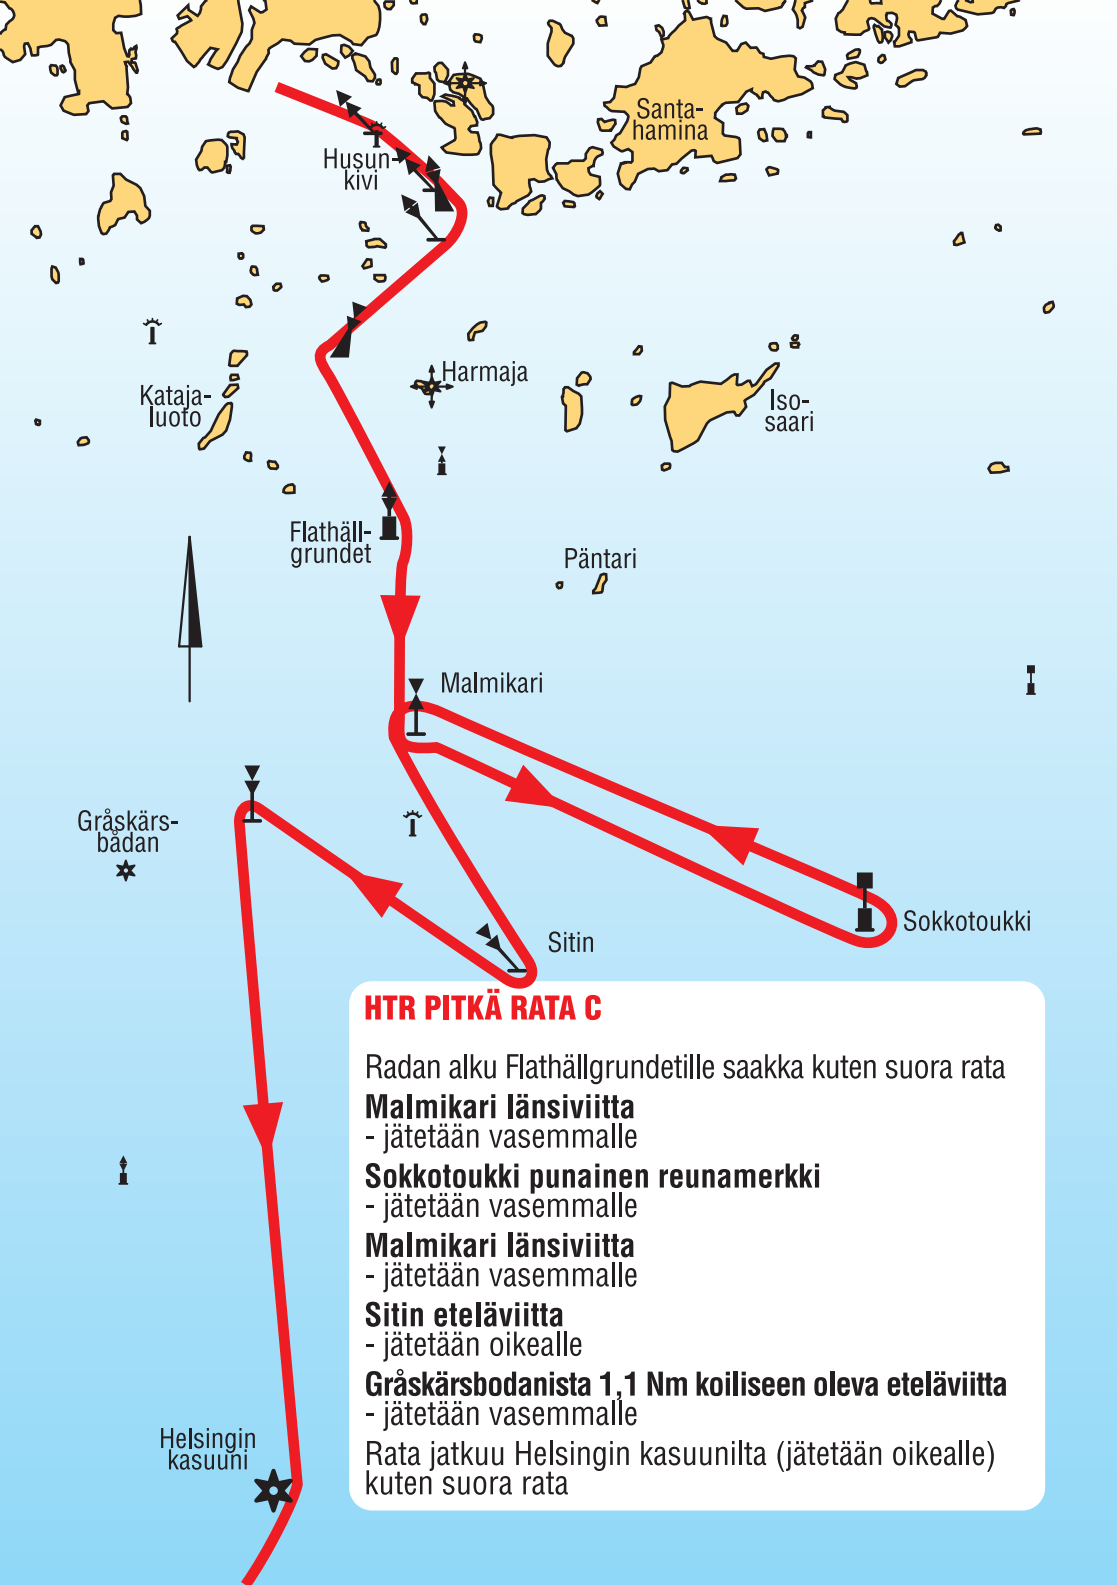 Santa-
hamina
Husun-
kivi
Harmaja
Kataja-
luoto
Iso-
saari
Flathäll-
grundet
Päntari
Malmikari
Gråskärs-
bådan
Sokkotoukki
Sitin
HTR PITKÄ RATA C
Radan alku Flathällgrundetille saakka kuten suora rata
Malmikari länsiviitta
- jätetään vasemmalle
Sokkotoukki punainen reunamerkki
- jätetään vasemmalle
Malmikari länsiviitta
- jätetään vasemmalle
Sitin eteläviitta
- jätetään oikealle
Gråskärsbodanista 1,1 Nm koiliseen oleva eteläviitta
- jätetään vasemmalle
Rata jatkuu Helsingin kasuunilta (jätetään oikealle)
kuten suora rata
Helsingin
kasuuni